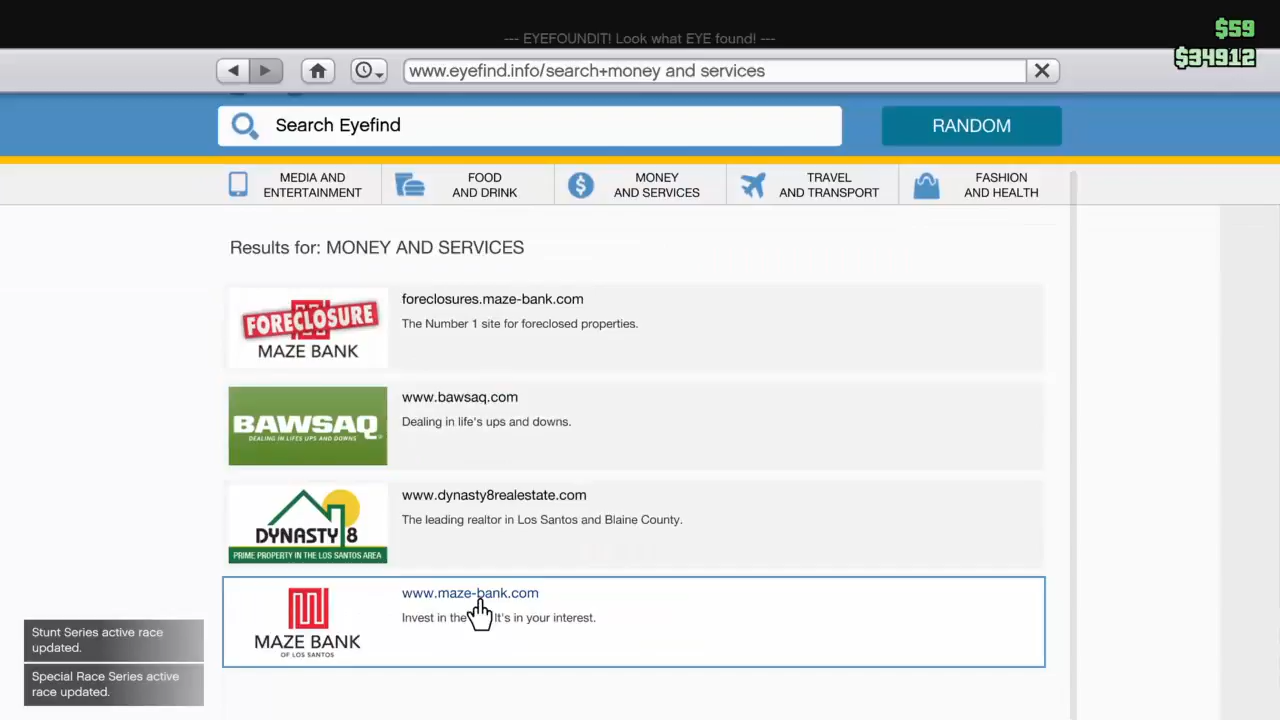 --- EYEFOUNDIT! Look what EYE found! ---
$59
$34912
www.eyefind.info/search+money and services
Search Eyefind
RANDOM
MEDIA AND
ENTERTAINMENT
FOOD
AND DRINK
MONEY
AND SERVICES
TRAVEL
AND TRANSPORT
FASHION
AND HEALTH
Results for: MONEY AND SERVICES
FORECLOSURE
MAZE BANK
foreclosures.maze-bank.com
The Number 1 site for foreclosed properties.
BAWSAQ
DEALING IN LIFE'S UPS AND DOWNS
www.bawsaq.com
Dealing in life's ups and downs.
DYNASTY 8
PRIME PROPERTY IN THE LOS SANTOS AREA
www.dynasty8realestate.com
The leading realtor in Los Santos and Blaine County.
MAZE BANK
OF LOS SANTOS
www.maze-bank.com
Invest in the It's in your interest.
Stunt Series active race
updated.
Special Race Series active
race updated.